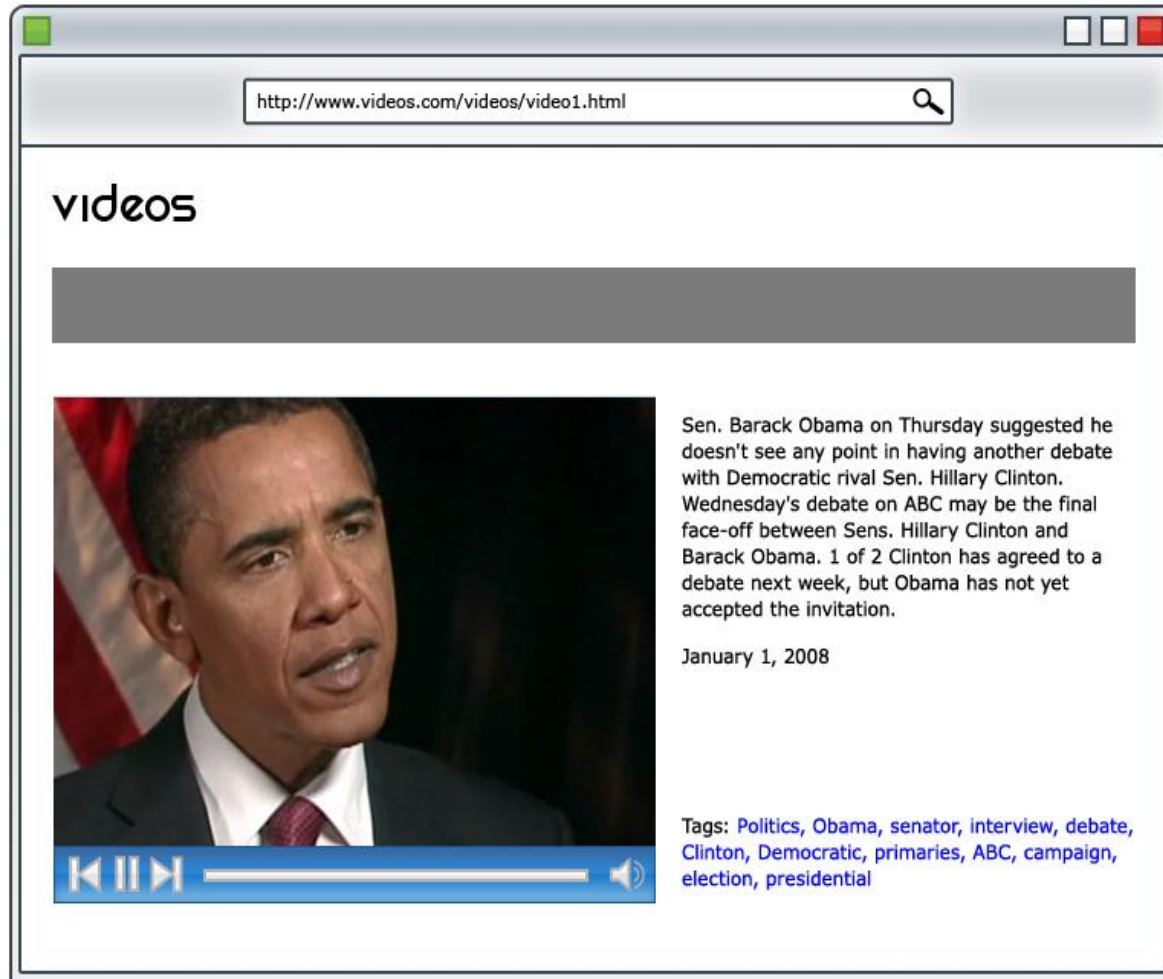 http://www.videos.com/videos/video1.html
videos
Sen. Barack Obama on Thursday suggested he
doesn't see any point in having another debate
with Democratic rival Sen. Hillary Clinton.
Wednesday's debate on ABC may be the final
face-off between Sens. Hillary Clinton and
Barack Obama. 1 of 2 Clinton has agreed to a
debate next week, but Obama has not yet
accepted the invitation.
January 1, 2008
Tags: Politics, Obama, senator, interview, debate,
Clinton, Democratic, primaries, ABC, campaign,
election, presidential